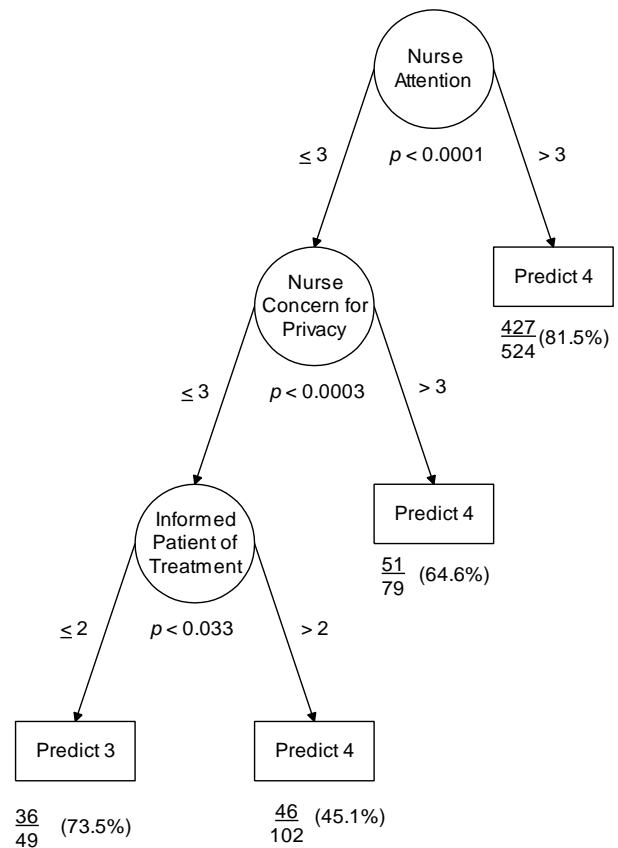 Nurse
Attention
≤ 3
p < 0.0001
> 3
Predict 4
427
524
(81.5%)
Nurse
Concern for
Privacy
≤ 3
p < 0.0003
> 3
Predict 4
51
79
(64.6%)
Informed
Patient of
Treatment
≤ 2
p < 0.033
> 2
Predict 3
36
49
(73.5%)
Predict 4
46
102
(45.1%)